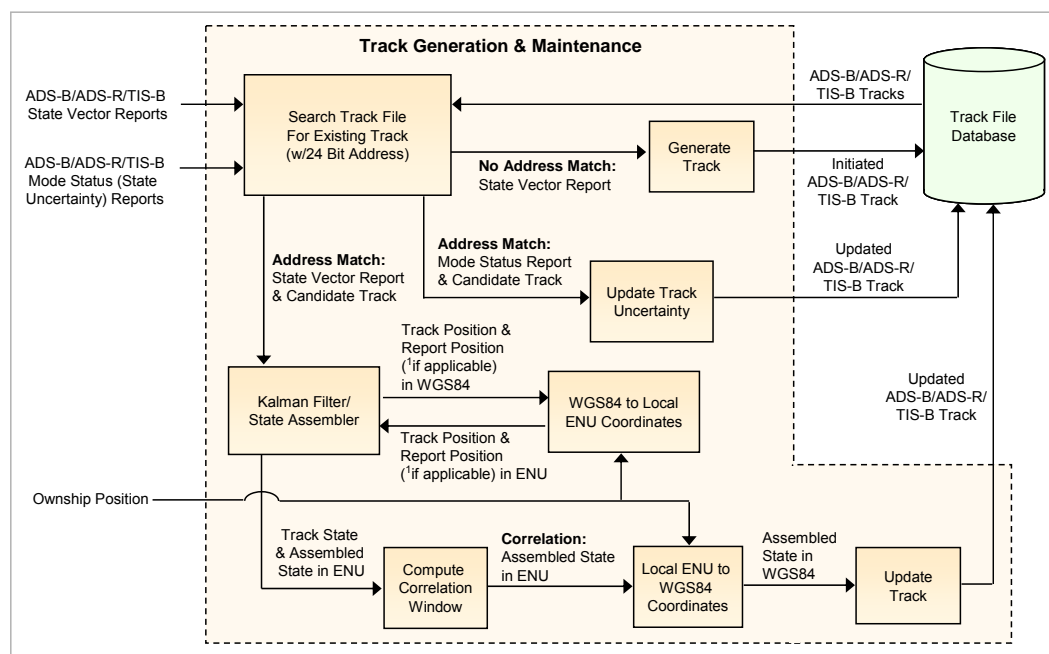 Track Generation & Maintenance
ADS-B/ADS-R/TIS-B
State Vector Reports
ADS-B/ADS-R/TIS-B
Mode Status (State
Uncertainty) Reports
Search Track File
For Existing Track
(w/24 Bit Address)
ADS-B/ADS-R/
TIS-B Tracks
Track File
Database
No Address Match:
State Vector Report
Generate
Track
Initiated
ADS-B/ADS-R/
TIS-B Track
Address Match:
State Vector Report
& Candidate Track
Address Match:
Mode Status Report
& Candidate Track
Update Track
Uncertainty
Updated
ADS-B/ADS-R/
TIS-B Track
Track Position &
Report Position
(¹if applicable)
in WGS84
Kalman Filter/
State Assembler
WGS84 to Local
ENU Coordinates
Track Position &
Report Position
(¹if applicable) in ENU
Updated
ADS-B/ADS-R/
TIS-B Track
Ownship Position
Track State
& Assembled
State in ENU
Compute
Correlation
Window
Correlation:
Assembled State
in ENU
Local ENU to
WGS84
Coordinates
Assembled
State in
WGS84
Update
Track